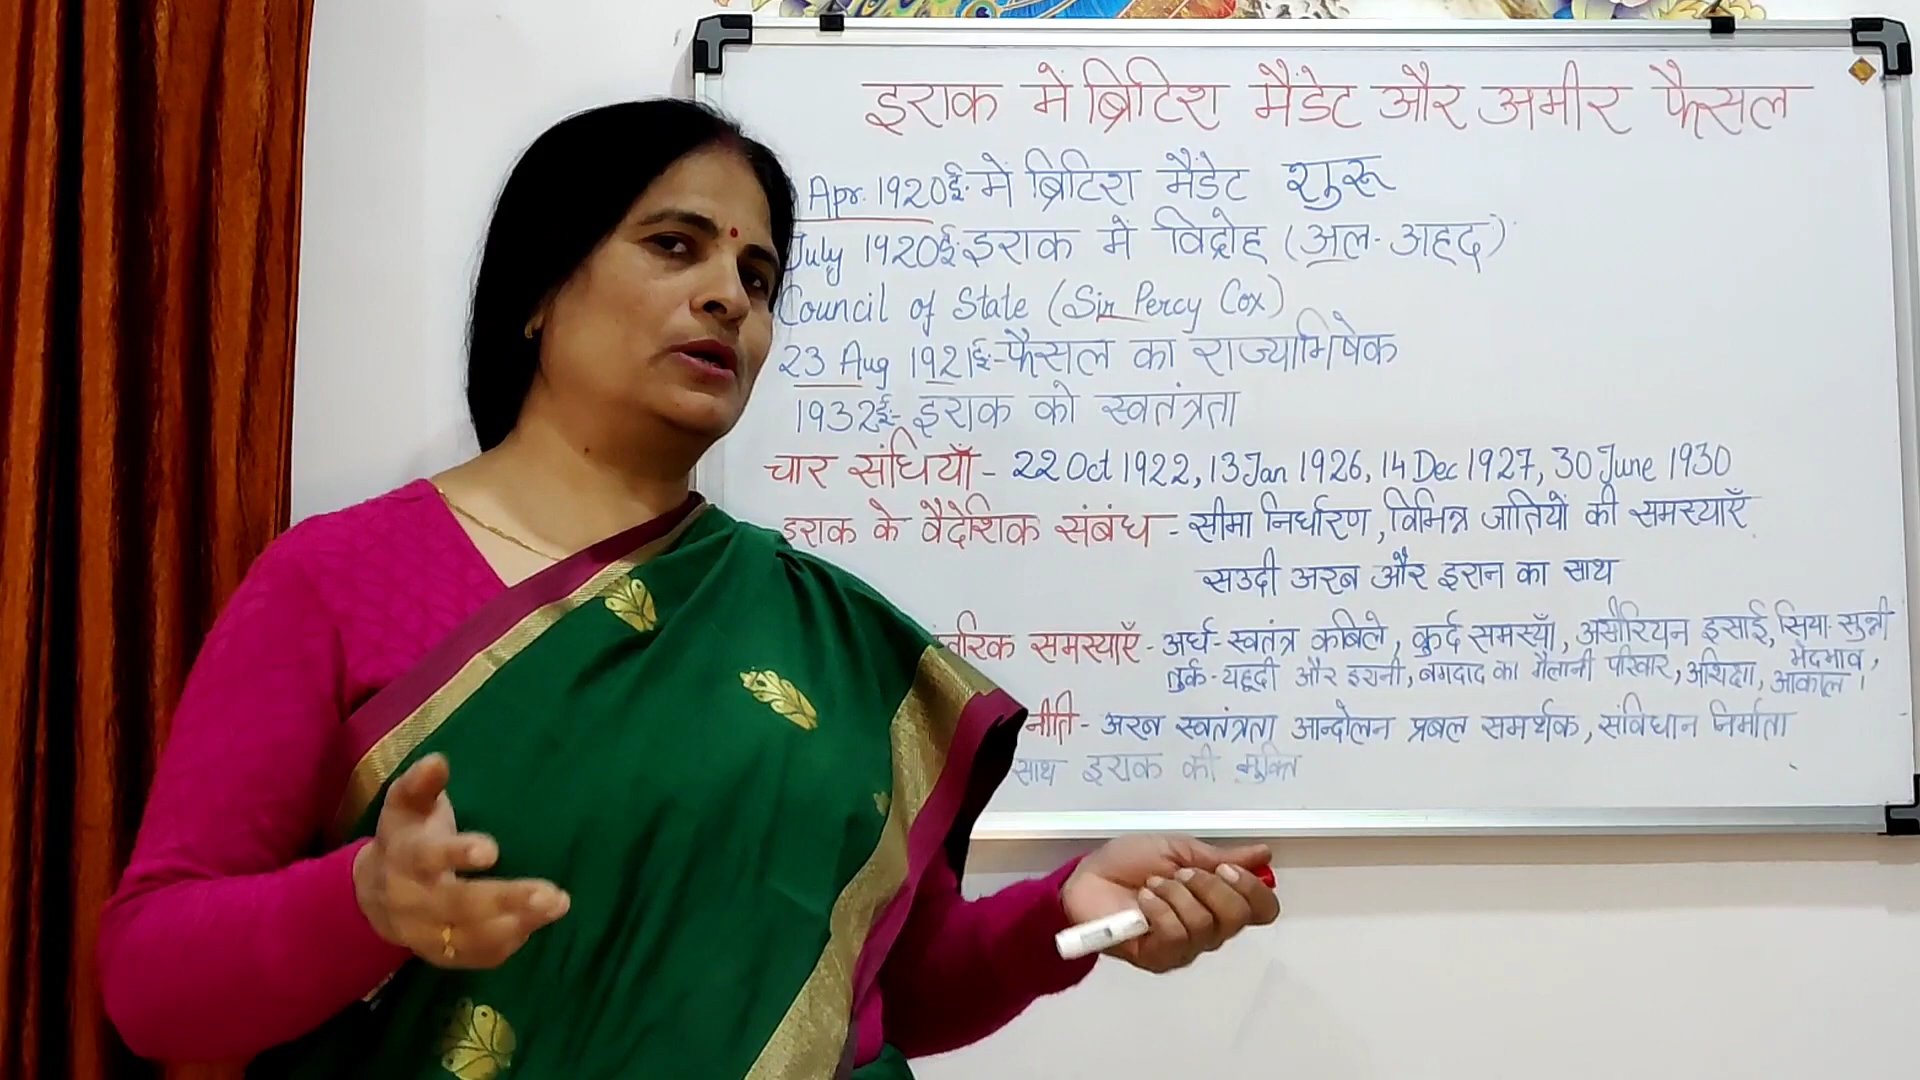 इराक में ब्रिटिश मैंडेट और अमीर फैसल
Apr. 1920ई. में ब्रिटिश मैंडेट शुरू
July 1920ई. इराक में विद्रोह (अल-अहद)
Council of State (Sir Percy Cox)
23 Aug 1921ई.-फैसल का राज्याभिषेक
1932ई.- इराक को स्वतंत्रता
चार संधियाँ - 22 Oct 1922, 13 Jan 1926, 14 Dec 1927, 30 June 1930
इराक के वैदेशिक संबंध - सीमा निर्धारण, विभिन्न जातियों की समस्याएँ
सउदी अरब और इरान का साथ
तरिक समस्याएँ - अर्ध-स्वतंत्र कबिले, कुर्द समस्याँ, असीरियन इसाई, सिया-सुन्नी भेदभाव,
तुर्क-यहूदी और इरानी, बगदाद का गैलानी परिवार, अशिक्षा, आकाल।
नीति - अरब स्वतंत्रता आन्दोलन प्रबल समर्थक, संविधान निर्माता
साथ इराक की मुक्ति